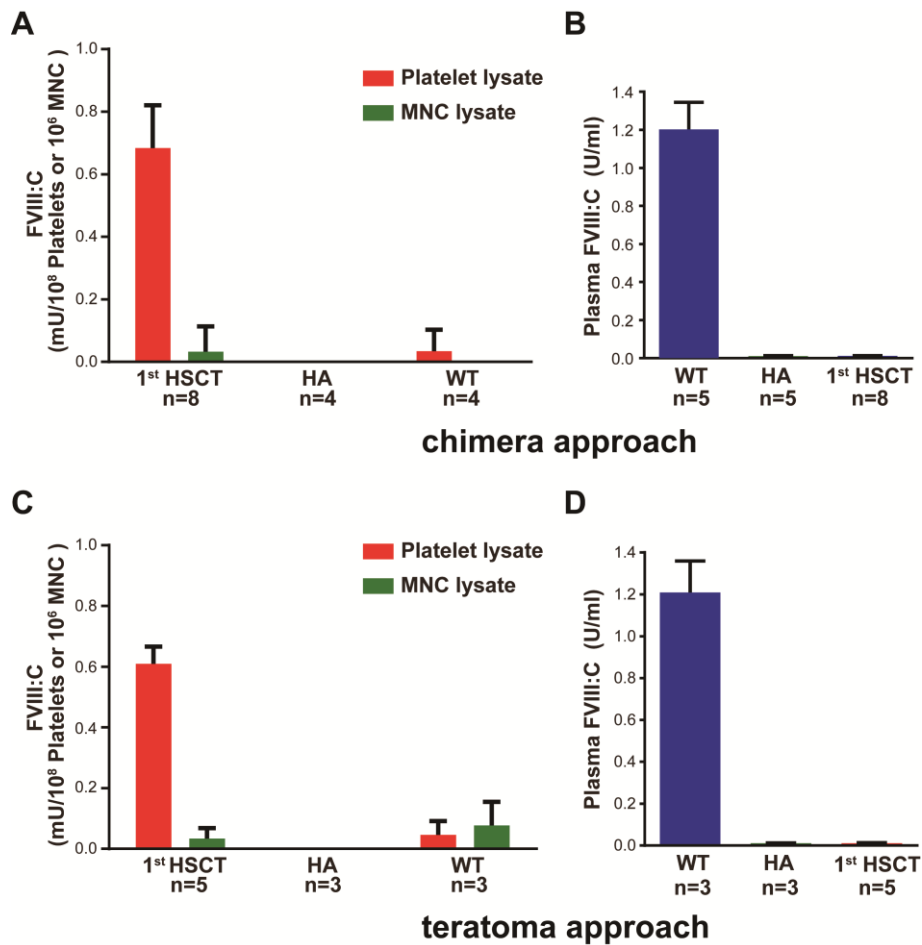 A
FVIII:C
(mU/10⁸ Platelets or 10⁶ MNC )
1.0
0.8
0.6
0.4
0.2
0.0
Platelet lysate
MNC lysate
1ˢᵗ HSCT
n=8
HA
n=4
WT
n=4
B
Plasma FVIII:C (U/ml)
1.4
1.2
1.0
0.8
0.6
0.4
0.2
0.0
WT
n=5
HA
n=5
1ˢᵗ HSCT
n=8
chimera approach
C
FVIII:C
(mU/10⁸ Platelets or 10⁶ MNC )
1.0
0.8
0.6
0.4
0.2
0.0
Platelet lysate
MNC lysate
1ˢᵗ HSCT
n=5
HA
n=3
WT
n=3
D
Plasma FVIII:C (U/ml)
1.4
1.2
1.0
0.8
0.6
0.4
0.2
0.0
WT
n=3
HA
n=3
1ˢᵗ HSCT
n=5
teratoma approach